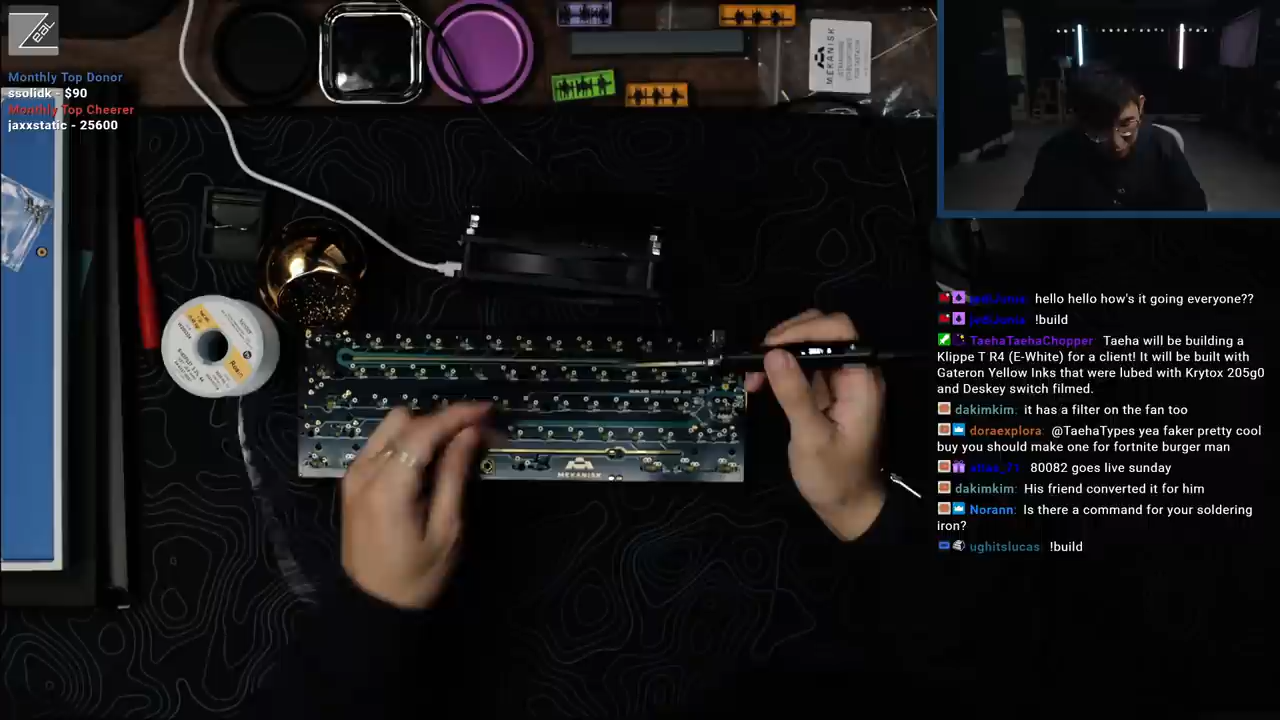 Zeal
Monthly Top Donor
ssolidk - $90
Monthly Top Cheerer
jaxxstatic - 25600
MEKANISK
MEKANISK
hello hello how's it going everyone??
!build
TaehaTaehaChopper: Taeha will be building a
Klippe T R4 (E-White) for a client! It will be built with
Gateron Yellow Inks that were lubed with Krytox 205g0
and Deskey switch filmed.
dakimkim: it has a filter on the fan too
doraexplora: @TaehaTypes yea faker pretty cool
buy you should make one for fortnite burger man
80082 goes live sunday
dakimkim: His friend converted it for him
Norann: Is there a command for your soldering
iron?
ughitslucas !build